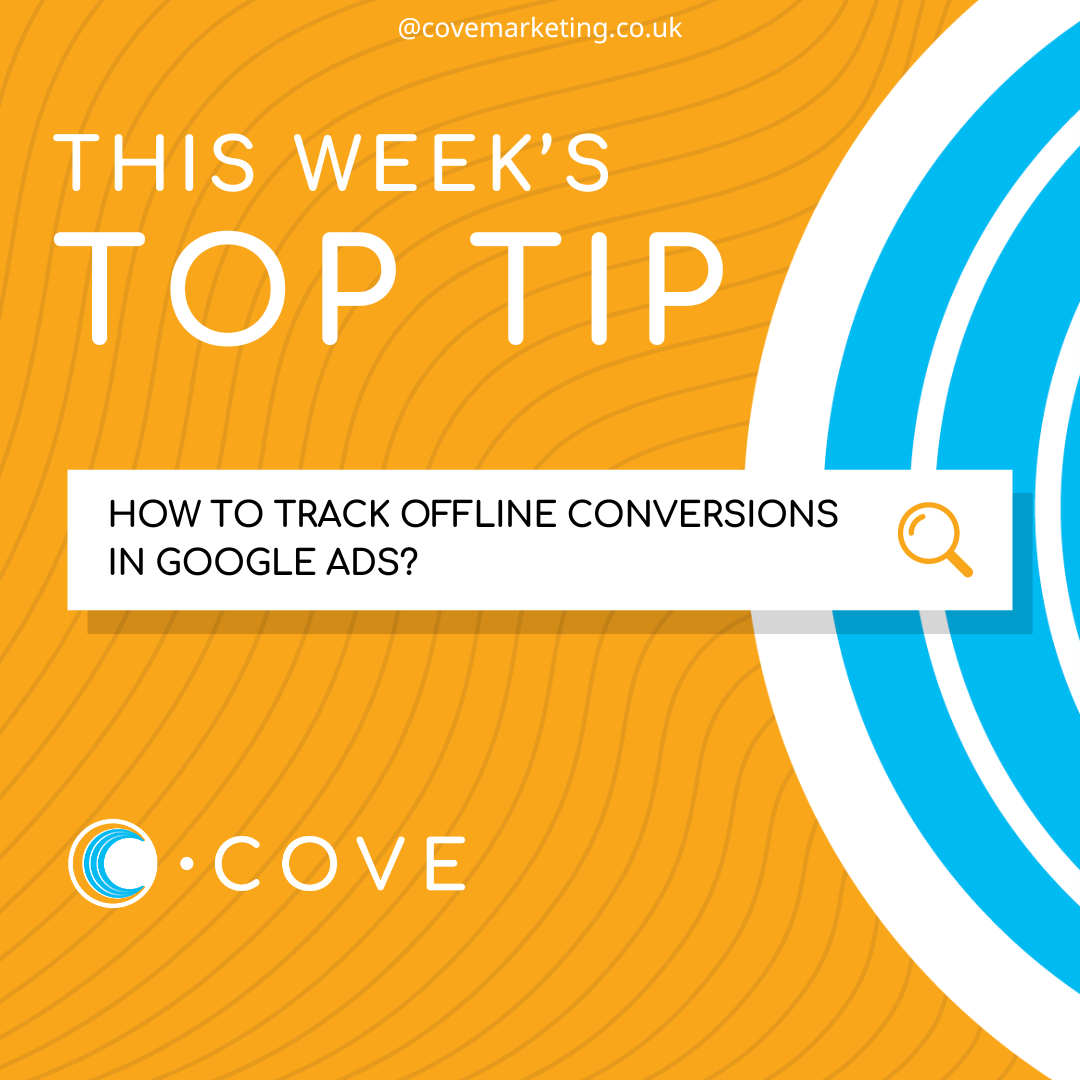 @covemarketing.co.uk
THIS WEEK’S
TOP TIP
HOW TO TRACK OFFLINE CONVERSIONS
IN GOOGLE ADS?
COVE